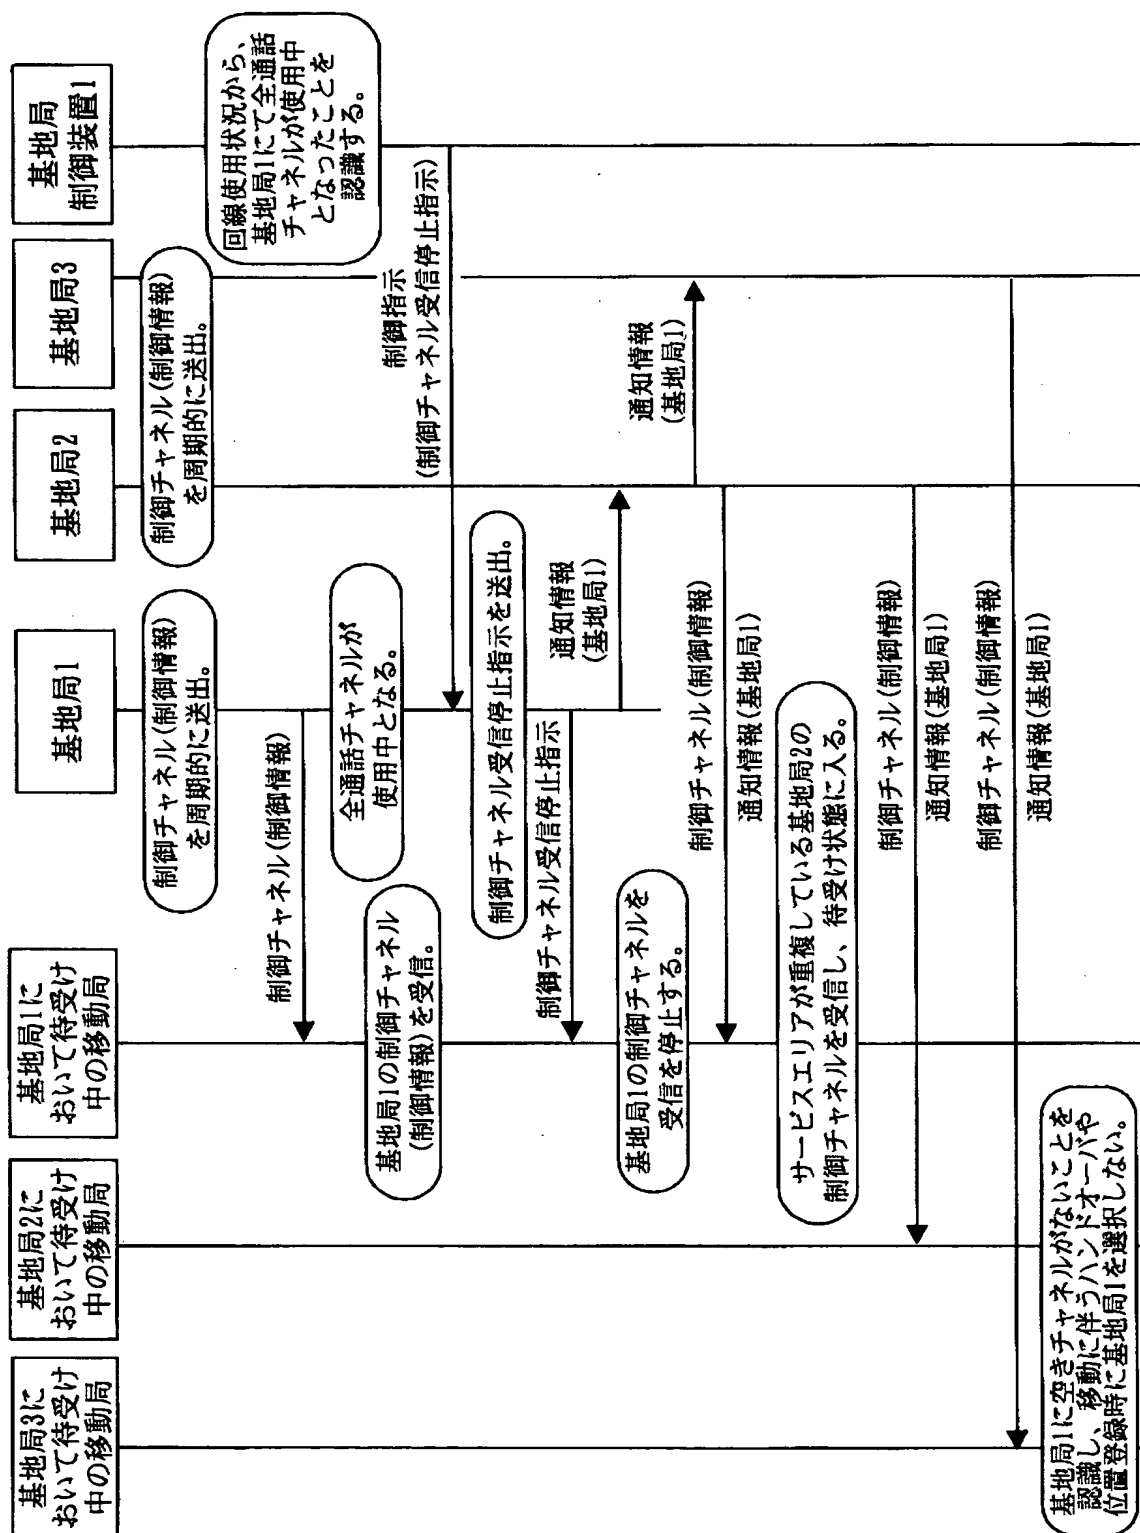 基地局3に
おいて待受け
中の移動局
基地局2に
おいて待受け
中の移動局
基地局1に
おいて待受け
中の移動局
基地局1
基地局2
基地局3
基地局
制御装置1
制御チャネル(制御情報)
を周期的に送出。
制御チャネル(制御情報)
を周期的に送出。
回線使用状況から、
基地局1にて全通話
チャネルが使用中
となったことを
認識する。
制御チャネル(制御情報)
全通話チャネルが
使用中となる。
基地局1の制御チャネル
(制御情報)を受信。
制御指示
(制御チャネル受信停止指示)
制御チャネル受信停止指示を送出。
制御チャネル受信停止指示
通知情報
(基地局1)
基地局1の制御チャネルを
受信を停止する。
通知情報
(基地局1)
制御チャネル(制御情報)
通知情報(基地局1)
サービスエリアが重複している基地局2の
制御チャネルを受信し、待受け状態に入る。
制御チャネル(制御情報)
通知情報(基地局1)
制御チャネル(制御情報)
通知情報(基地局1)
基地局1に空きチャネルがないことを
認識し、移動に伴うハンドオーバや
位置登録時に基地局1を選択しない。